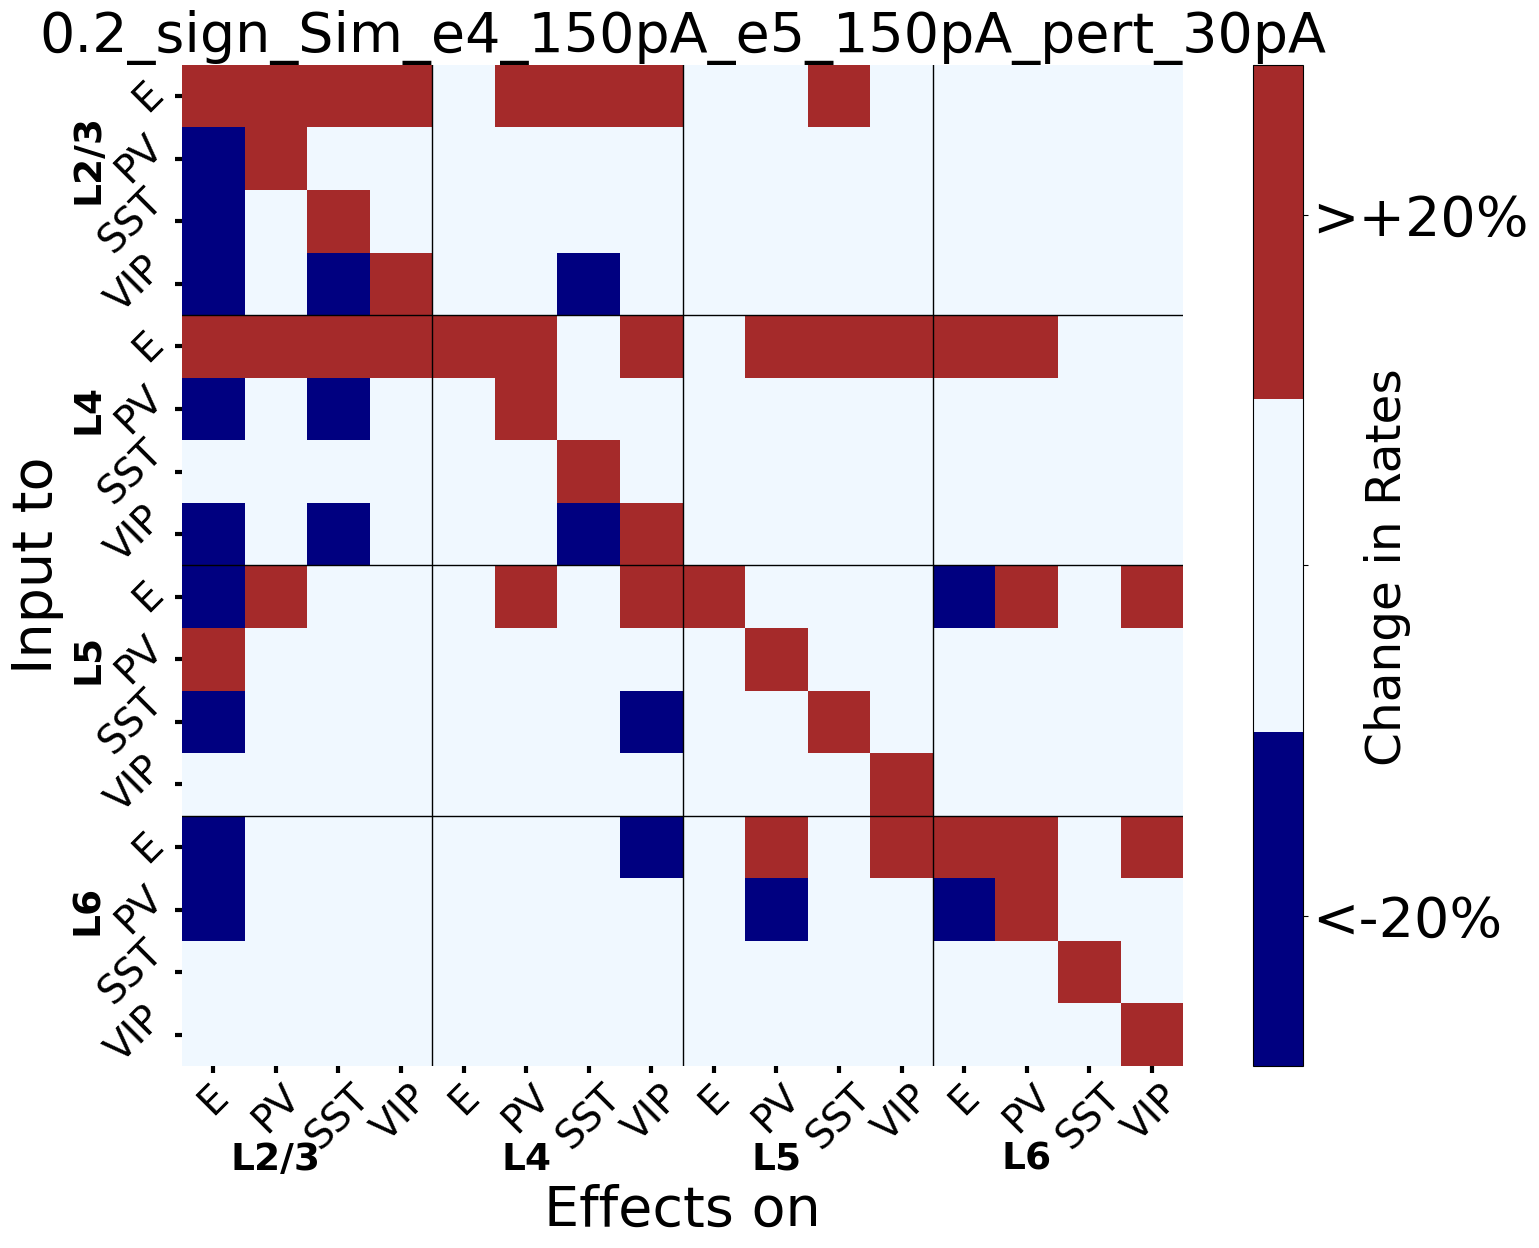 0.2_sign_Sim_e4_150pA_e5_150pA_pert_30pA
Input to
L2/3
E
PV
SST
VIP
L4
E
PV
SST
VIP
L5
E
PV
SST
VIP
L6
E
PV
SST
VIP
E
PV
SST
VIP
E
PV
SST
VIP
E
PV
SST
VIP
E
PV
SST
VIP
L2/3
L4
L5
L6
Effects on
>+20%
<-20%
Change in Rates